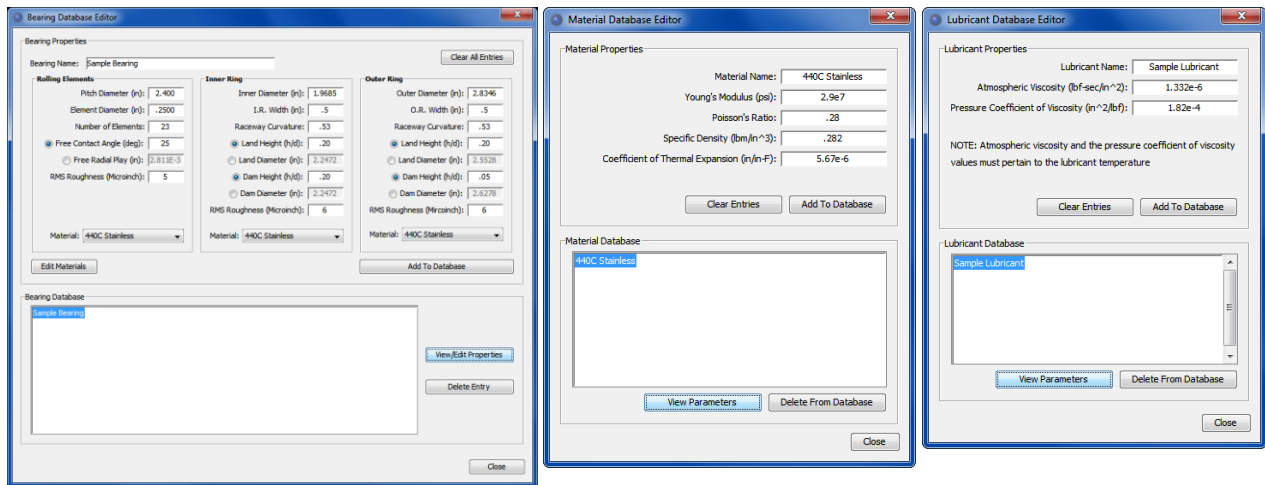 Bearing Database Editor
Bearing Properties
Bearing Name: Sample Bearing
Clear All Entries
Rolling Elements
Pitch Diameter (in): 2.400
Element Diameter (in): .2500
Number of Elements: 23
Free Contact Angle (deg): 25
Free Radial Play (in): 2.811E-3
RMS Roughness (Microinch): 5
Material: 440C Stainless
Inner Ring
Inner Diameter (in): 1.9685
I.R. Width (in): .5
Raceway Curvature: .53
Land Height (h/d): .20
Land Diameter (in): 2.2472
Dam Height (h/d): .20
Dam Diameter (in): 2.2472
RMS Roughness (Microinch): 6
Material: 440C Stainless
Outer Ring
Outer Diameter (in): 2.8346
O.R. Width (in): .5
Raceway Curvature: .53
Land Height (h/d): .20
Land Diameter (in): 2.5528
Dam Height (h/d): .05
Dam Diameter (in): 2.6278
RMS Roughness (Mircoinch): 6
Material: 440C Stainless
Edit Materials
Add To Database
Bearing Database
Sample Bearing
View/Edit Properties
Delete Entry
Close
Material Database Editor
Material Properties
Material Name: 440C Stainless
Young's Modulus (psi): 2.9e7
Poisson's Ratio: .28
Specific Density (lbm/in^3): .282
Coefficient of Thermal Expansion (in/in-F): 5.67e-6
Clear Entries
Add To Database
Material Database
440C Stainless
View Parameters
Delete From Database
Close
Lubricant Database Editor
Lubricant Properties
Lubricant Name: Sample Lubricant
Atmospheric Viscosity (lbf-sec/in^2): 1.332e-6
Pressure Coefficient of Viscosity (in^2/lbf): 1.82e-4
NOTE: Atmospheric viscosity and the pressure coefficient of viscosity
values must pertain to the lubricant temperature
Clear Entries
Add To Database
Lubricant Database
Sample Lubricant
View Parameters
Delete From Database
Close